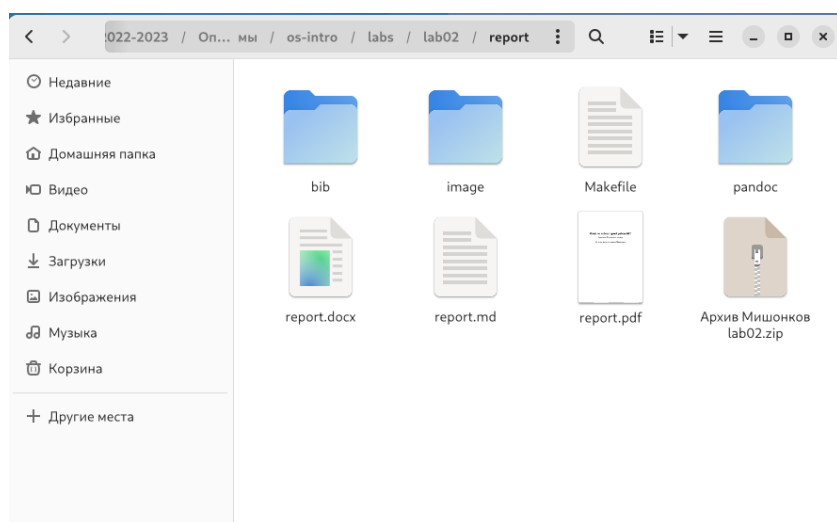 :022-2023 / Оп... мы / os-intro / labs / lab02 / report
Недавние
Избранные
Домашняя папка
Видео
Документы
Загрузки
Изображения
Музыка
Корзина
Другие места
bib
image
Makefile
pandoc
report.docx
report.md
report.pdf
Архив Мишонков
lab02.zip